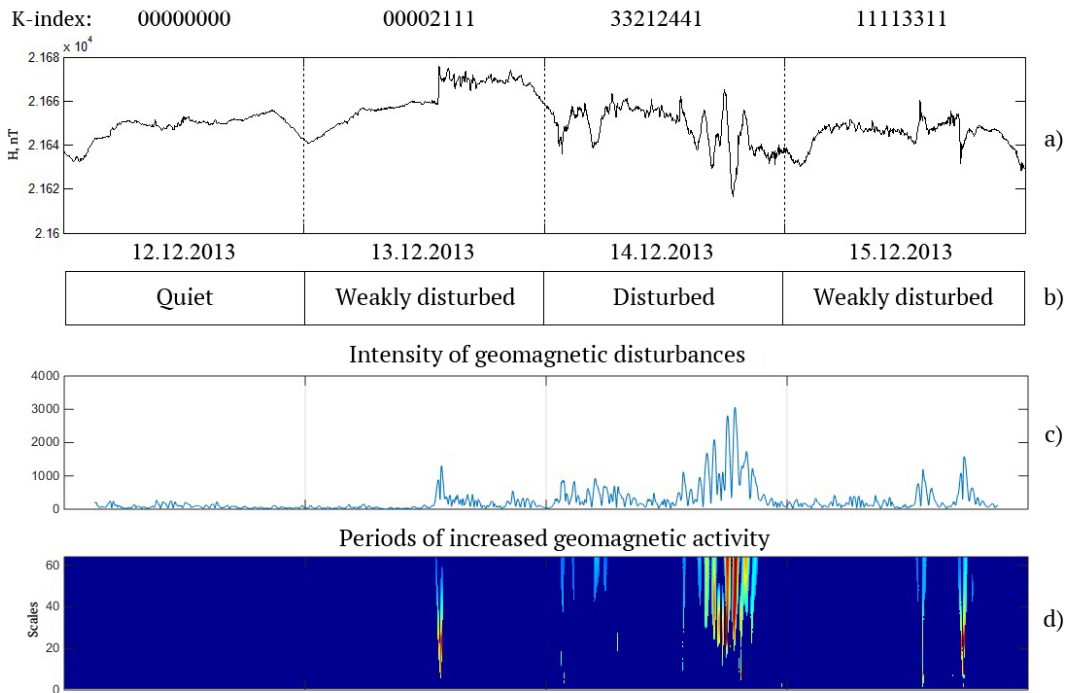 K-index: 00000000 00002111 33212441 11113311
2.168 x 10⁴
2.166
2.164
2.162
2.16
H, nT
a)
12.12.2013 13.12.2013 14.12.2013 15.12.2013
Quiet Weakly disturbed Disturbed Weakly disturbed b)
Intensity of geomagnetic disturbances
4000
3000
2000
1000
0
c)
Periods of increased geomagnetic activity
60
40
20
0
Scales
d)